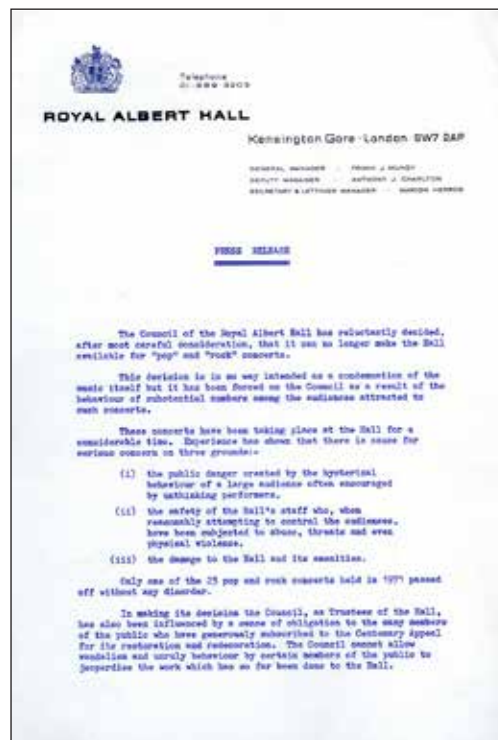 Telephone
01-589 3203
ROYAL ALBERT HALL
Kensington Gore · London SW7 2AP
GENERAL MANAGER · FRANK J MUNDY
DEPUTY MANAGER · ANTHONY J CHARLTON
SECRETARY & LETTINGS MANAGER · MARION HERROD
PRESS RELEASE
The Council of the Royal Albert Hall has reluctantly decided,
after most careful consideration, that it can no longer make the Hall
available for "pop" and "rock" concerts.
This decision is in no way intended as a condemnation of the
music itself but it has been forced on the Council as a result of the
behaviour of substantial numbers among the audiences attracted to
such concerts.
These concerts have been taking place at the Hall for a
considerable time. Experience has shown that there is cause for
serious concern on three grounds:-
(i) the public danger created by the hysterical
behaviour of a large audience often encouraged
by unthinking performers.
(ii) the safety of the Hall's staff who, when
reasonably attempting to control the audiences,
have been subjected to abuse, threats and even
physical violence.
(iii) the damage to the Hall and its amenities.
Only one of the 23 pop and rock concerts held in 1971 passed
off without any disorder.
In making its decision the Council, as Trustees of the Hall,
has also been influenced by a sense of obligation to the many members
of the public who have generously subscribed to the Centenary Appeal
for its restoration and redecoration. The Council cannot allow
vandalism and unruly behaviour by certain members of the public to
jeopardise the work which has so far been done to the Hall.